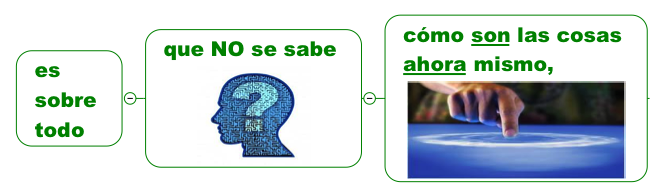 es
sobre
todo
que NO se sabe
cómo son las cosas
ahora mismo,